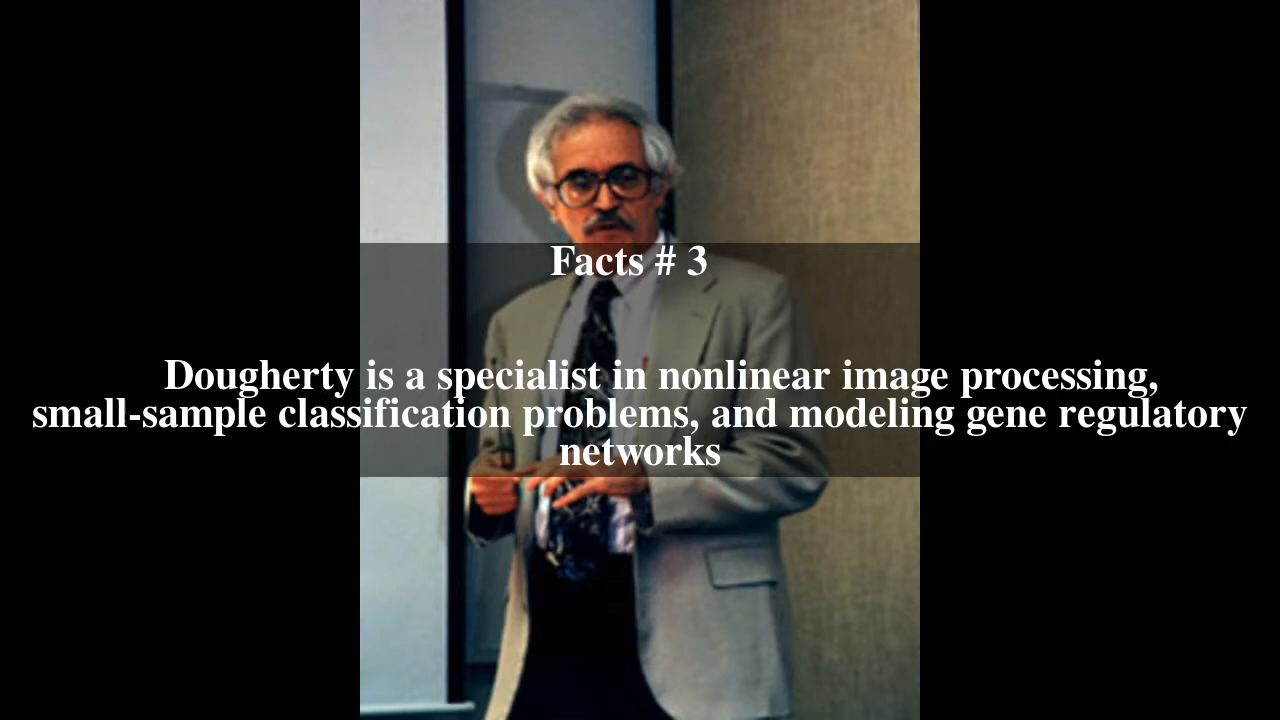 Facts # 3
Dougherty is a specialist in nonlinear image processing,
small-sample classification problems, and modeling gene regulatory
networks